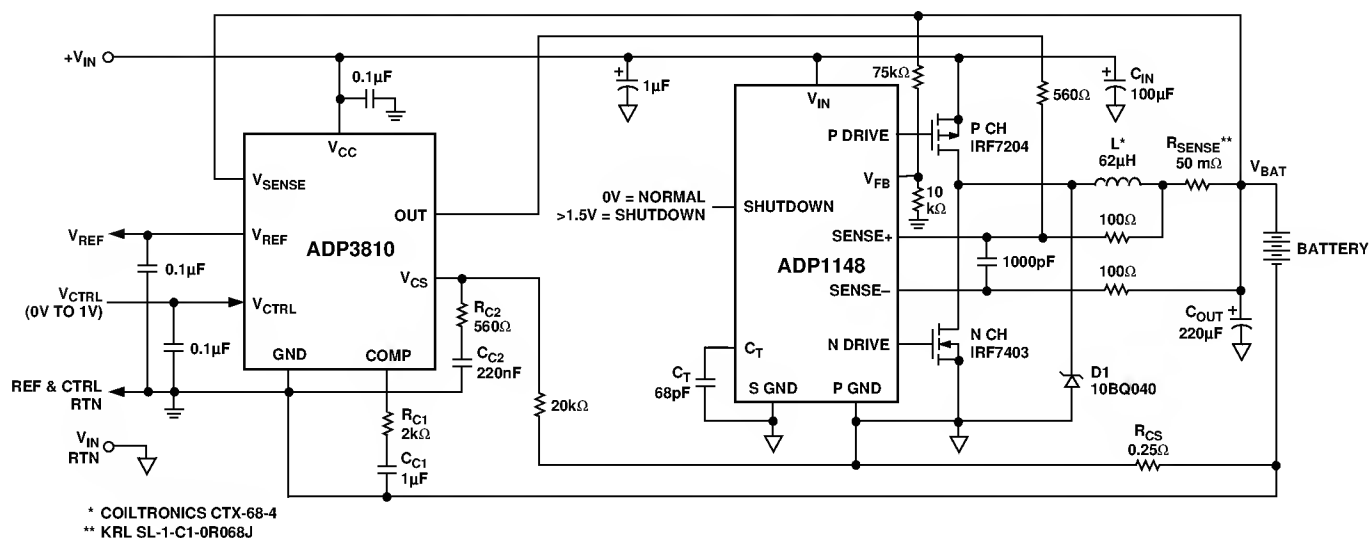 +VIN
0.1µF
VCC
VSENSE
OUT
VREF
VREF
ADP3810
0.1µF
VCTRL
(0V TO 1V)
VCTRL
VCS
0.1µF
GND
COMP
RC2
560Ω
CC2
220nF
REF & CTRL
RTN
RC1
2kΩ
CC1
1µF
VIN
RTN
20kΩ
1µF
0V = NORMAL
>1.5V = SHUTDOWN
VIN
P DRIVE
VFB
SHUTDOWN
SENSE+
ADP1148
SENSE–
CT
N DRIVE
S GND
P GND
CT
68pF
75kΩ
10
kΩ
P CH
IRF7204
560Ω
CIN
100µF
L*
62µH
RSENSE**
50 mΩ
VBAT
100Ω
1000pF
100Ω
BATTERY
COUT
220µF
N CH
IRF7403
D1
10BQ040
RCS
0.25Ω
* COILTRONICS CTX-68-4
** KRL SL-1-C1-0R068J